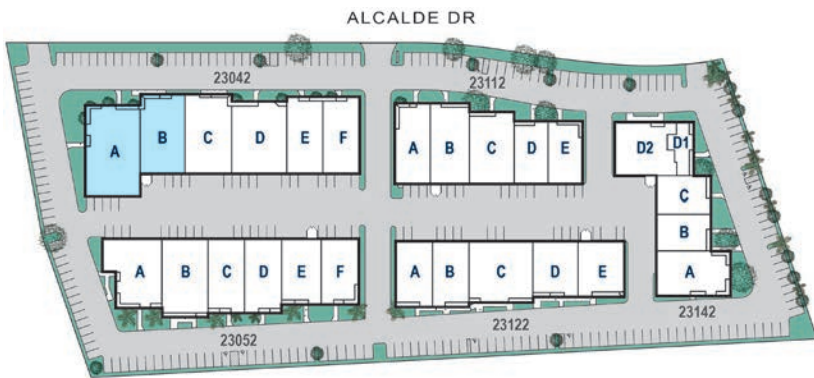 ALCALDE DR
23042
23112
A B C D E F
A B C D E
D2 D1
C
B
A
A B C D E F
A B C D E
23052
23122
23142